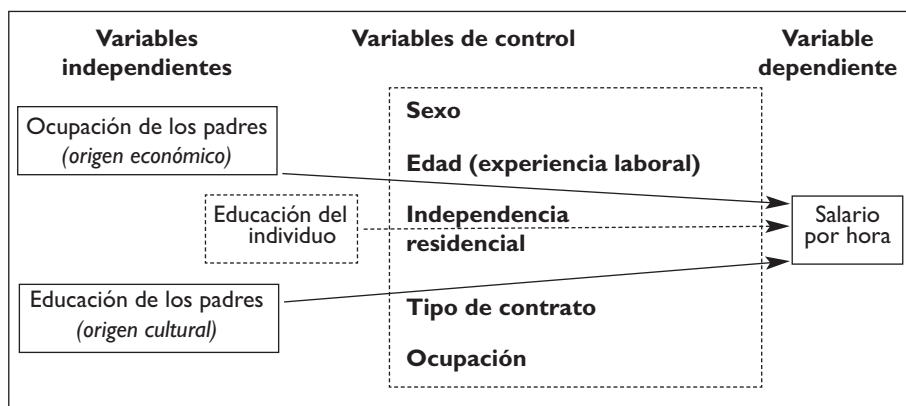 Variables
independientes
Variables de control
Variable
dependiente
Ocupación de los padres
(origen económico)
Educación del
individuo
Educación de los padres
(origen cultural)
Sexo
Edad (experiencia laboral)
Independencia
residencial
Tipo de contrato
Ocupación
Salario
por hora